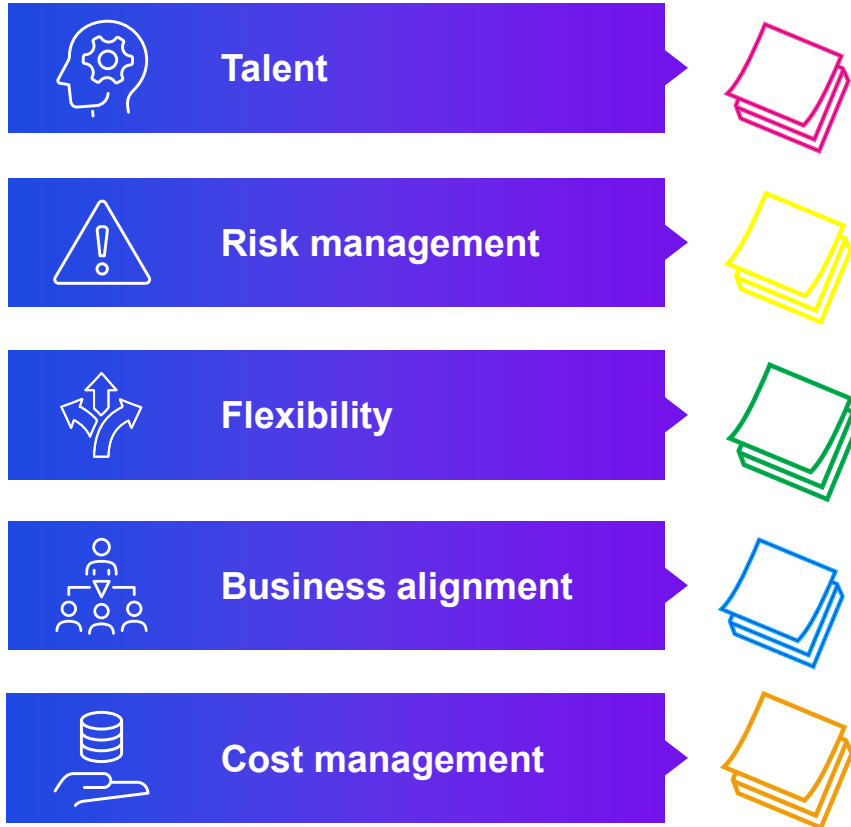 Talent
Risk management
Flexibility
Business alignment
Cost management